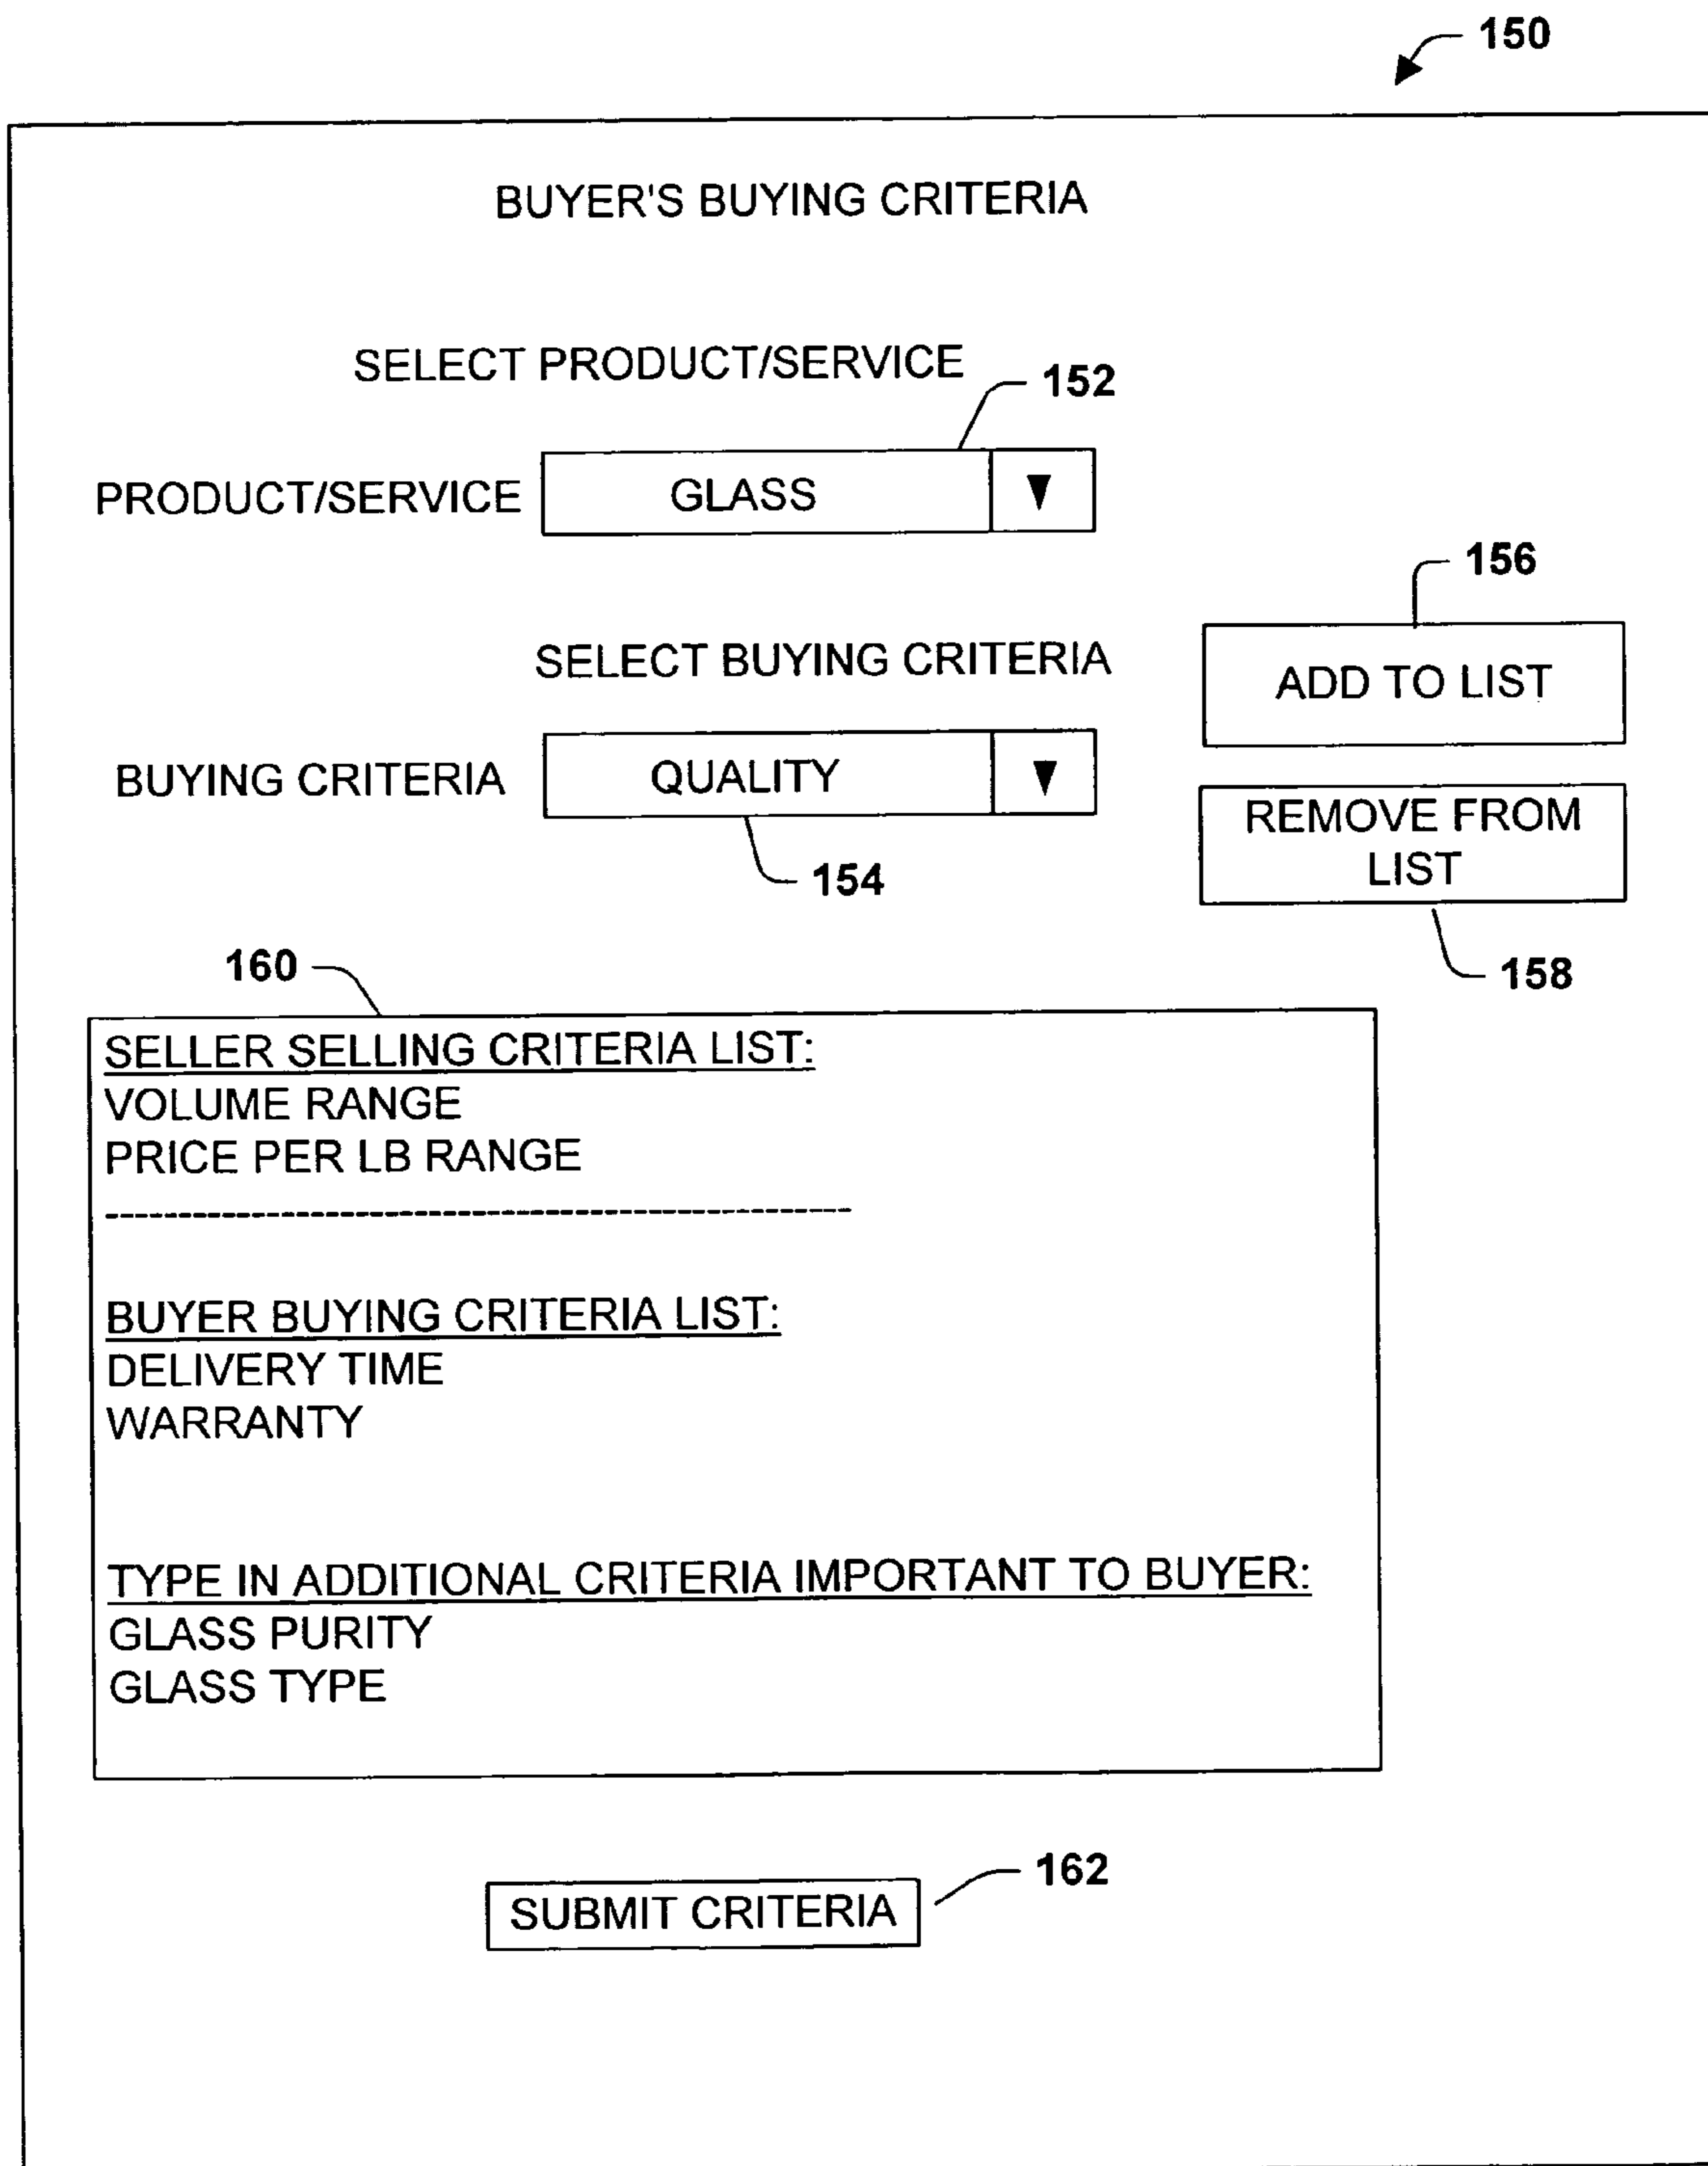 150
BUYER'S BUYING CRITERIA
SELECT PRODUCT/SERVICE
152
PRODUCT/SERVICE GLASS
156
SELECT BUYING CRITERIA
ADD TO LIST
BUYING CRITERIA QUALITY
REMOVE FROM
LIST
154
158
160
SELLER SELLING CRITERIA LIST:
VOLUME RANGE
PRICE PER LB RANGE
---------------------------------------------------
BUYER BUYING CRITERIA LIST:
DELIVERY TIME
WARRANTY
TYPE IN ADDITIONAL CRITERIA IMPORTANT TO BUYER:
GLASS PURITY
GLASS TYPE
162
SUBMIT CRITERIA